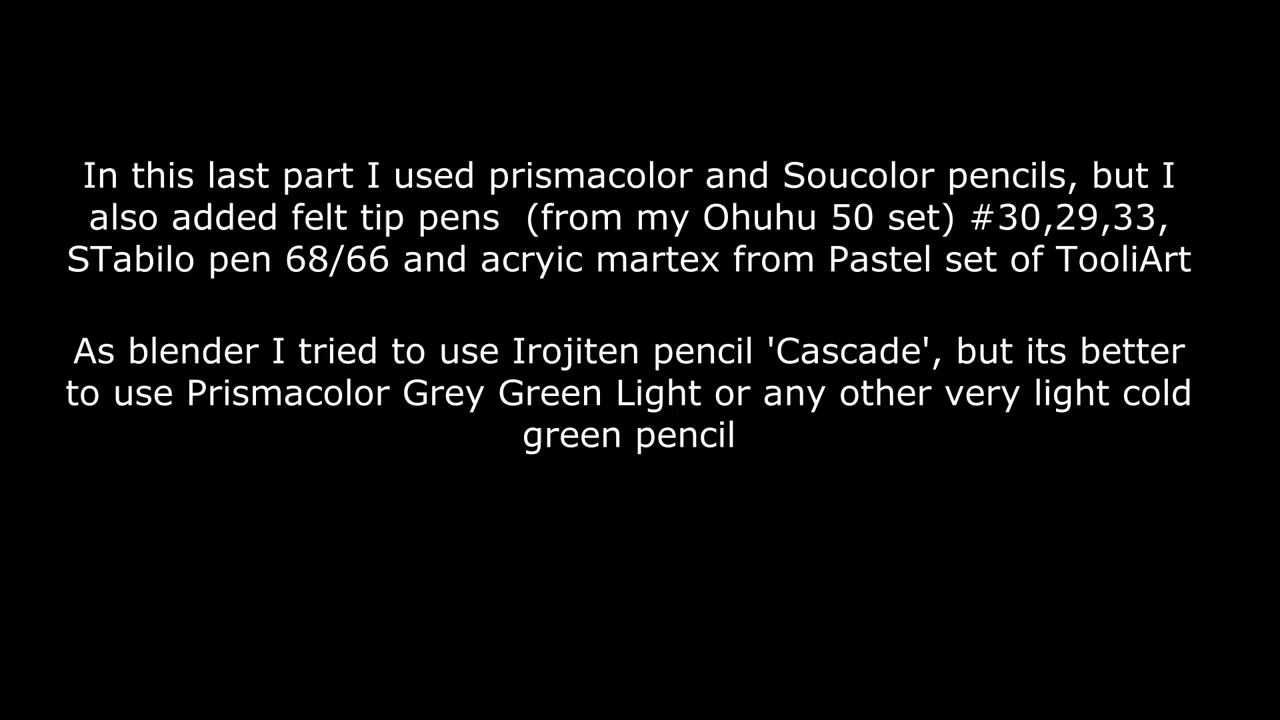 In this last part I used prismacolor and Soucolor pencils, but I
also added felt tip pens  (from my Ohuhu 50 set) #30,29,33,
STabilo pen 68/66 and acryic martex from Pastel set of TooliArt
As blender I tried to use Irojiten pencil 'Cascade', but its better
to use Prismacolor Grey Green Light or any other very light cold
green pencil